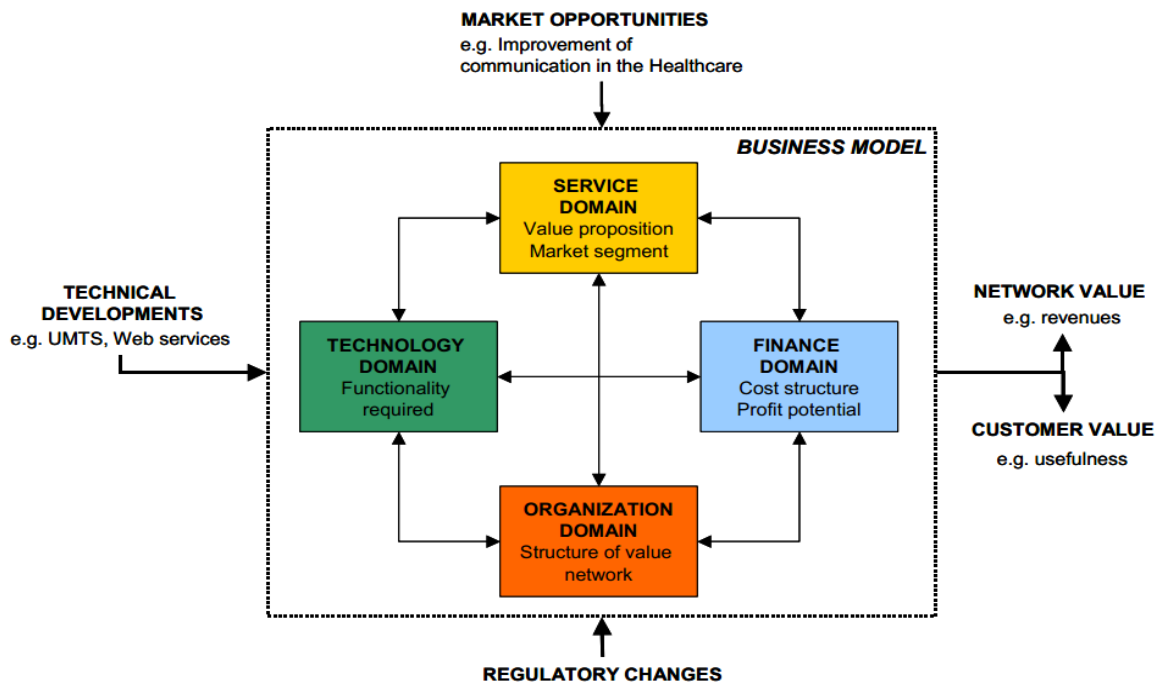 MARKET OPPORTUNITIES
e.g. Improvement of
communication in the Healthcare
BUSINESS MODEL
SERVICE
DOMAIN
Value proposition
Market segment
TECHNICAL
DEVELOPMENTS
e.g. UMTS, Web services
TECHNOLOGY
DOMAIN
Functionality
required
FINANCE
DOMAIN
Cost structure
Profit potential
NETWORK VALUE
e.g. revenues
CUSTOMER VALUE
e.g. usefulness
ORGANIZATION
DOMAIN
Structure of value
network
REGULATORY CHANGES